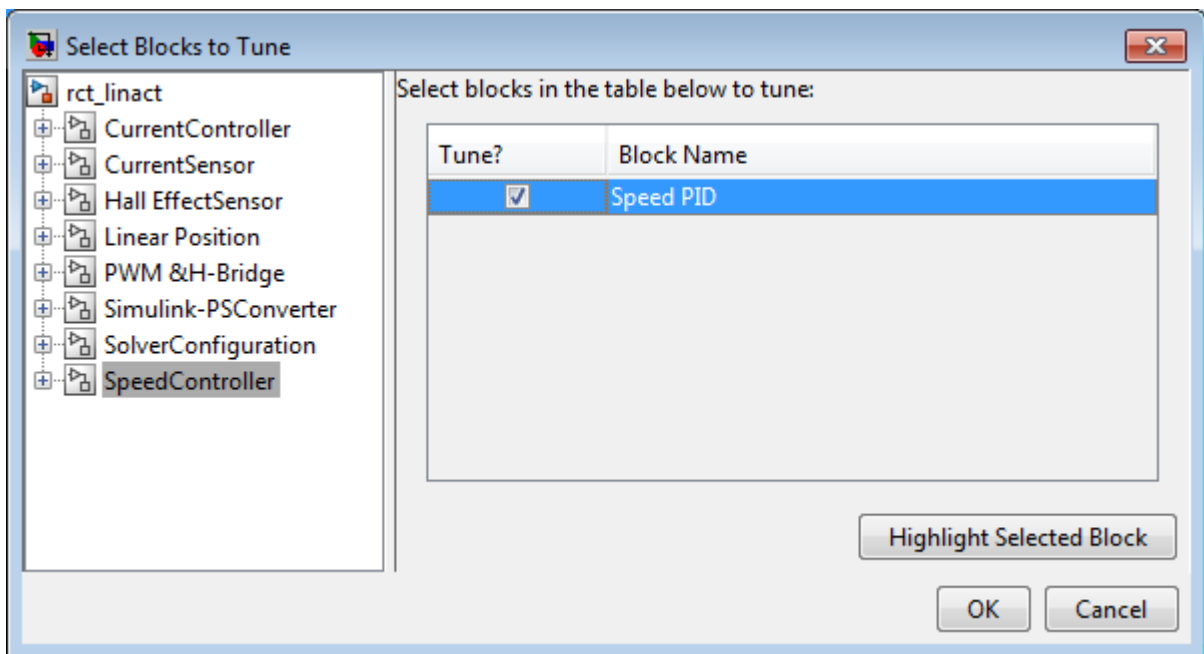 Select Blocks to Tune
rct_linact
CurrentController
CurrentSensor
Hall EffectSensor
Linear Position
PWM &H-Bridge
Simulink-PSConverter
SolverConfiguration
SpeedController
Select blocks in the table below to tune:
Tune? Block Name
Speed PID
Highlight Selected Block
OK Cancel